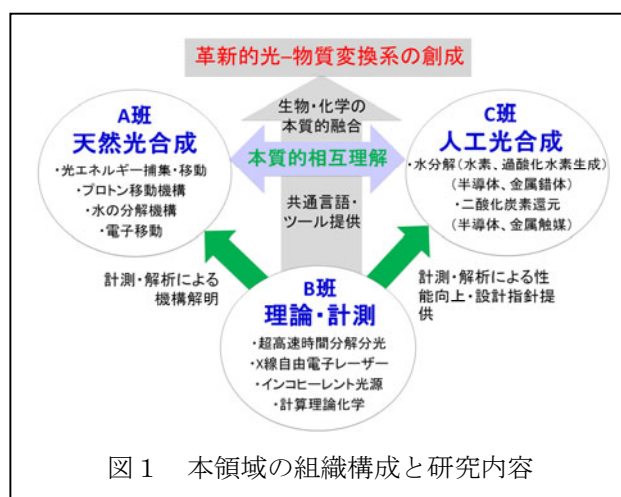 革新的光–物質変換系の創成
生物・化学の
本質的融合
A班
天然光合成
・光エネルギー捕集・移動
・プロトン移動機構
・水の分解機構
・電子移動
本質的相互理解
C班
人工光合成
・水分解（水素、過酸化水素生成）
（半導体、金属錯体）
・二酸化炭素還元
（半導体、金属触媒）
共通言語・
ツール提供
計測・解析による
機構解明
計測・解析による性
能向上・設計指針提
供
B班
理論・計測
・超高速時間分解分光
・X線自由電子レーザー
・インコヒーレント光源
・計算理論化学
図１　本領域の組織構成と研究内容